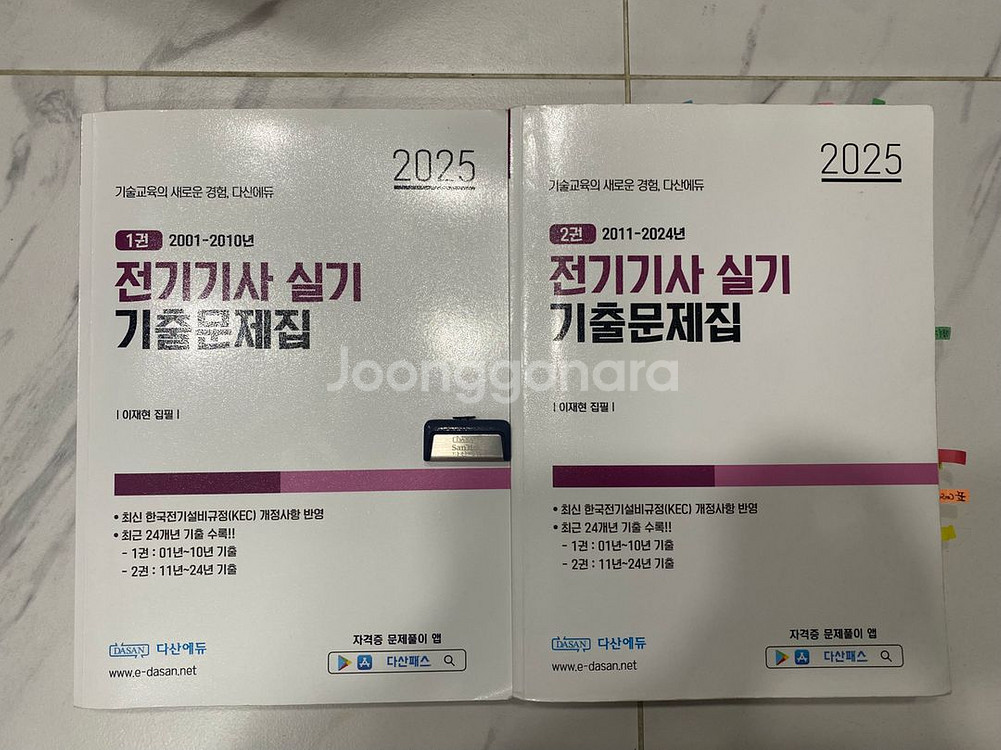 2025
기술교육의 새로운 경험, 다산에듀
1권 2001-2010년
전기기사 실기
기출문제집
| 이재현 집필 |
• 최신 한국전기설비규정(KEC) 개정사항 반영
• 최근 24개년 기출 수록!!
- 1권 : 01년~10년 기출
- 2권 : 11년~24년 기출
DASAN 다산에듀
www.e-dasan.net
자격증 문제풀이 앱
다산패스
2025
기술교육의 새로운 경험, 다산에듀
2권 2011-2024년
전기기사 실기
기출문제집
| 이재현 집필 |
• 최신 한국전기설비규정(KEC) 개정사항 반영
• 최근 24개년 기출 수록!!
- 1권 : 01년~10년 기출
- 2권 : 11년~24년 기출
DASAN 다산에듀
www.e-dasan.net
자격증 문제풀이 앱
다산패스
Joonggonara